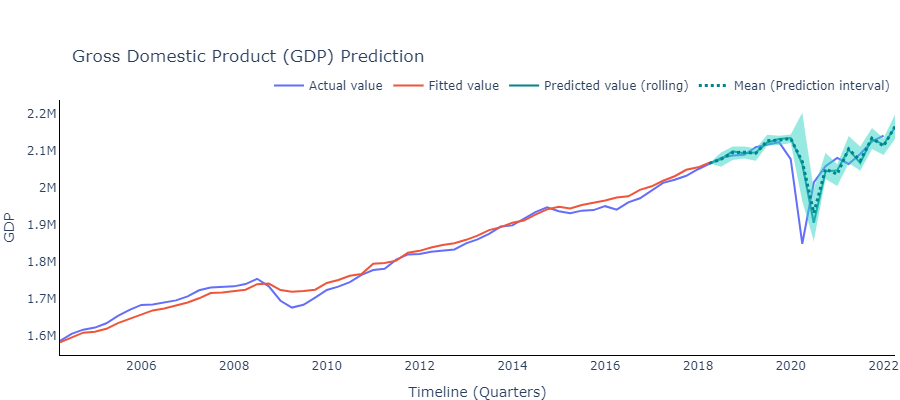 Gross Domestic Product (GDP) Prediction
Actual value Fitted value Predicted value (rolling) Mean (Prediction interval)
2.2M
2.1M
2M
1.9M
1.8M
1.7M
1.6M
GDP
2006 2008 2010 2012 2014 2016 2018 2020 2022
Timeline (Quarters)